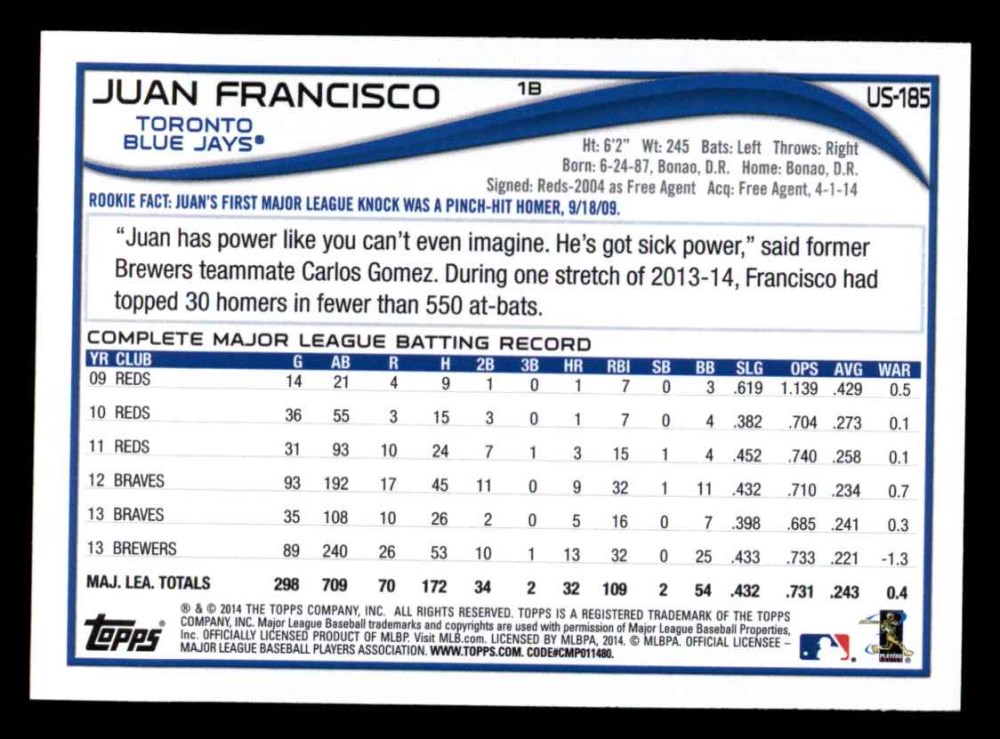 JUAN FRANCISCO 1B US-185
TORONTO
BLUE JAYS®
Ht: 6'2" Wt: 245 Bats: Left Throws: Right
Born: 6-24-87, Bonao, D.R. Home: Bonao, D.R.
Signed: Reds-2004 as Free Agent Acq: Free Agent, 4-1-14
ROOKIE FACT: JUAN'S FIRST MAJOR LEAGUE KNOCK WAS A PINCH-HIT HOMER, 9/18/09.
“Juan has power like you can't even imagine. He's got sick power,” said former
Brewers teammate Carlos Gomez. During one stretch of 2013-14, Francisco had
topped 30 homers in fewer than 550 at-bats.
COMPLETE MAJOR LEAGUE BATTING RECORD
YR CLUB G AB R H 2B 3B HR RBI SB BB SLG OPS AVG WAR
09 REDS 14 21 4 9 1 0 1 7 0 3 .619 1.139 .429 0.5
10 REDS 36 55 3 15 3 0 1 7 0 4 .382 .704 .273 0.1
11 REDS 31 93 10 24 7 1 3 15 1 4 .452 .740 .258 0.1
12 BRAVES 93 192 17 45 11 0 9 32 1 11 .432 .710 .234 0.7
13 BRAVES 35 108 10 26 2 0 5 16 0 7 .398 .685 .241 0.3
13 BREWERS 89 240 26 53 10 1 13 32 0 25 .433 .733 .221 -1.3
MAJ. LEA. TOTALS 298 709 70 172 34 2 32 109 2 54 .432 .731 .243 0.4
Topps®
® & © 2014 THE TOPPS COMPANY, INC. ALL RIGHTS RESERVED. TOPPS IS A REGISTERED TRADEMARK OF THE TOPPS
COMPANY, INC. Major League Baseball trademarks and copyrights are used with permission of Major League Baseball Properties,
Inc. OFFICIALLY LICENSED PRODUCT OF MLBP. Visit MLB.com. LICENSED BY MLBPA, 2014. © MLBPA. OFFICIAL LICENSEE –
MAJOR LEAGUE BASEBALL PLAYERS ASSOCIATION. WWW.TOPPS.COM. CODE#CMP011480.